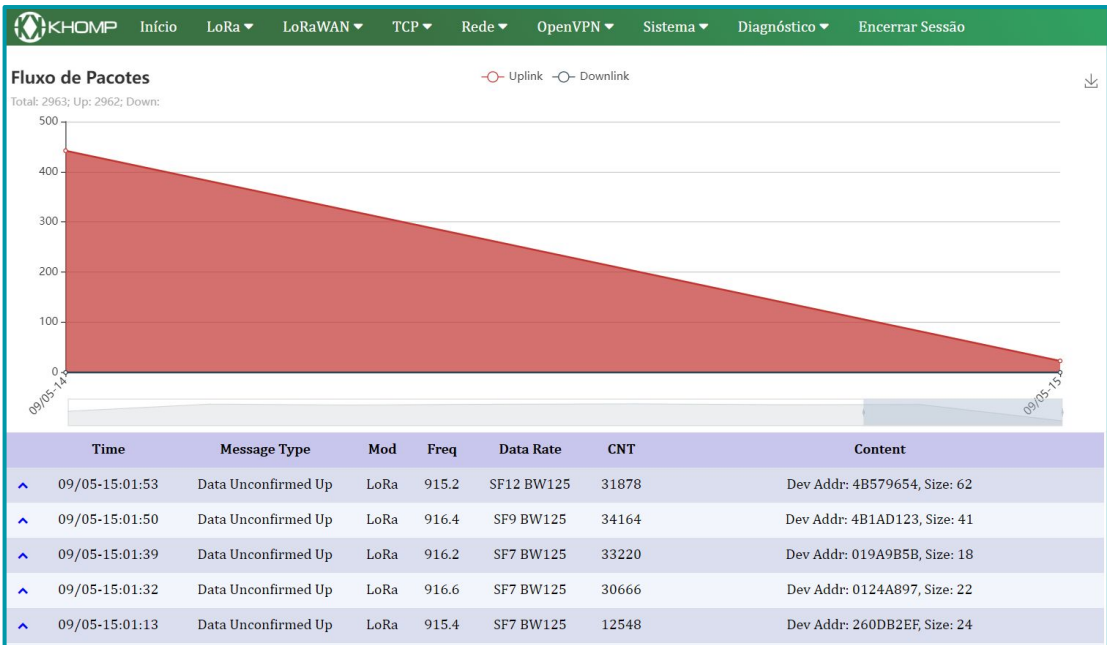 KHOMP Início LoRa LoRaWAN TCP Rede OpenVPN Sistema Diagnóstico Encerrar Sessão
Fluxo de Pacotes
Uplink Downlink
Total: 2963; Up: 2962; Down:
500
400
300
200
100
0
09/05-14 09/05-15
Time Message Type Mod Freq Data Rate CNT Content
09/05-15:01:53 Data Unconfirmed Up LoRa 915.2 SF12 BW125 31878 Dev Addr: 4B579654, Size: 62
09/05-15:01:50 Data Unconfirmed Up LoRa 916.4 SF9 BW125 34164 Dev Addr: 4B1AD123, Size: 41
09/05-15:01:39 Data Unconfirmed Up LoRa 916.2 SF7 BW125 33220 Dev Addr: 019A9B5B, Size: 18
09/05-15:01:32 Data Unconfirmed Up LoRa 916.6 SF7 BW125 30666 Dev Addr: 0124A897, Size: 22
09/05-15:01:13 Data Unconfirmed Up LoRa 915.4 SF7 BW125 12548 Dev Addr: 260DB2EF, Size: 24